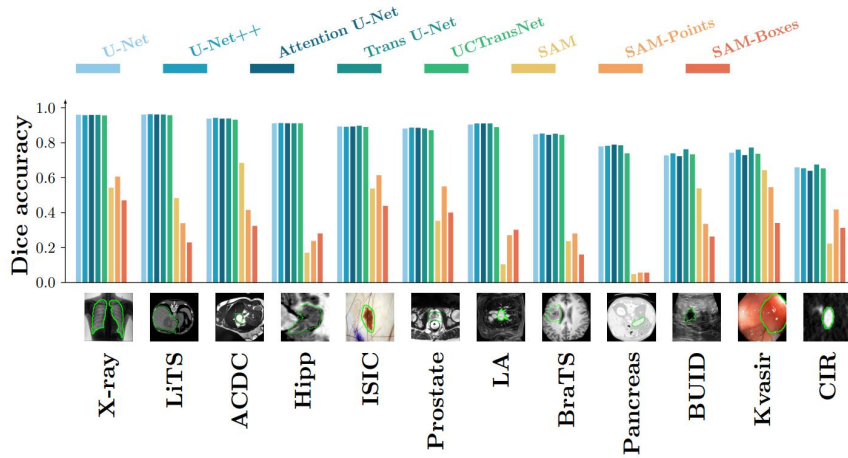 U-Net
U-Net++
Attention U-Net
Trans U-Net
UCTransNet
SAM
SAM-Points
SAM-Boxes
Dice accuracy
1.0
0.8
0.6
0.4
0.2
0.0
X-ray
LiTS
ACDC
Hipp
ISIC
Prostate
LA
BraTS
Pancreas
BUID
Kvasir
CIR